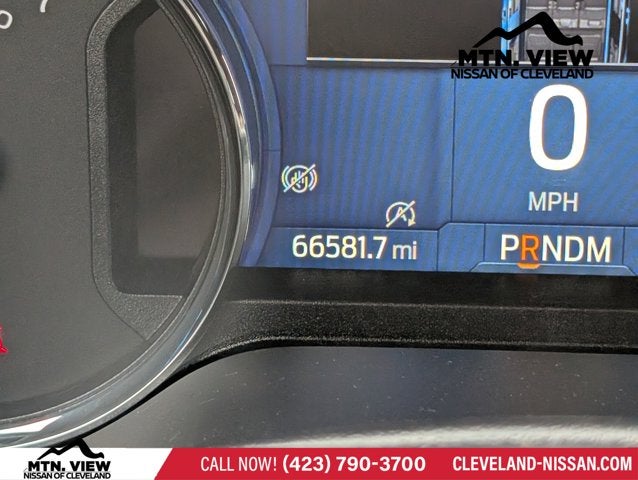 7
MTN. VIEW
NISSAN OF CLEVELAND
0
MPH
A
66581.7 mi
PRNDM
MTN. VIEW
NISSAN OF CLEVELAND
CALL NOW! (423) 790-3700
CLEVELAND-NISSAN.COM